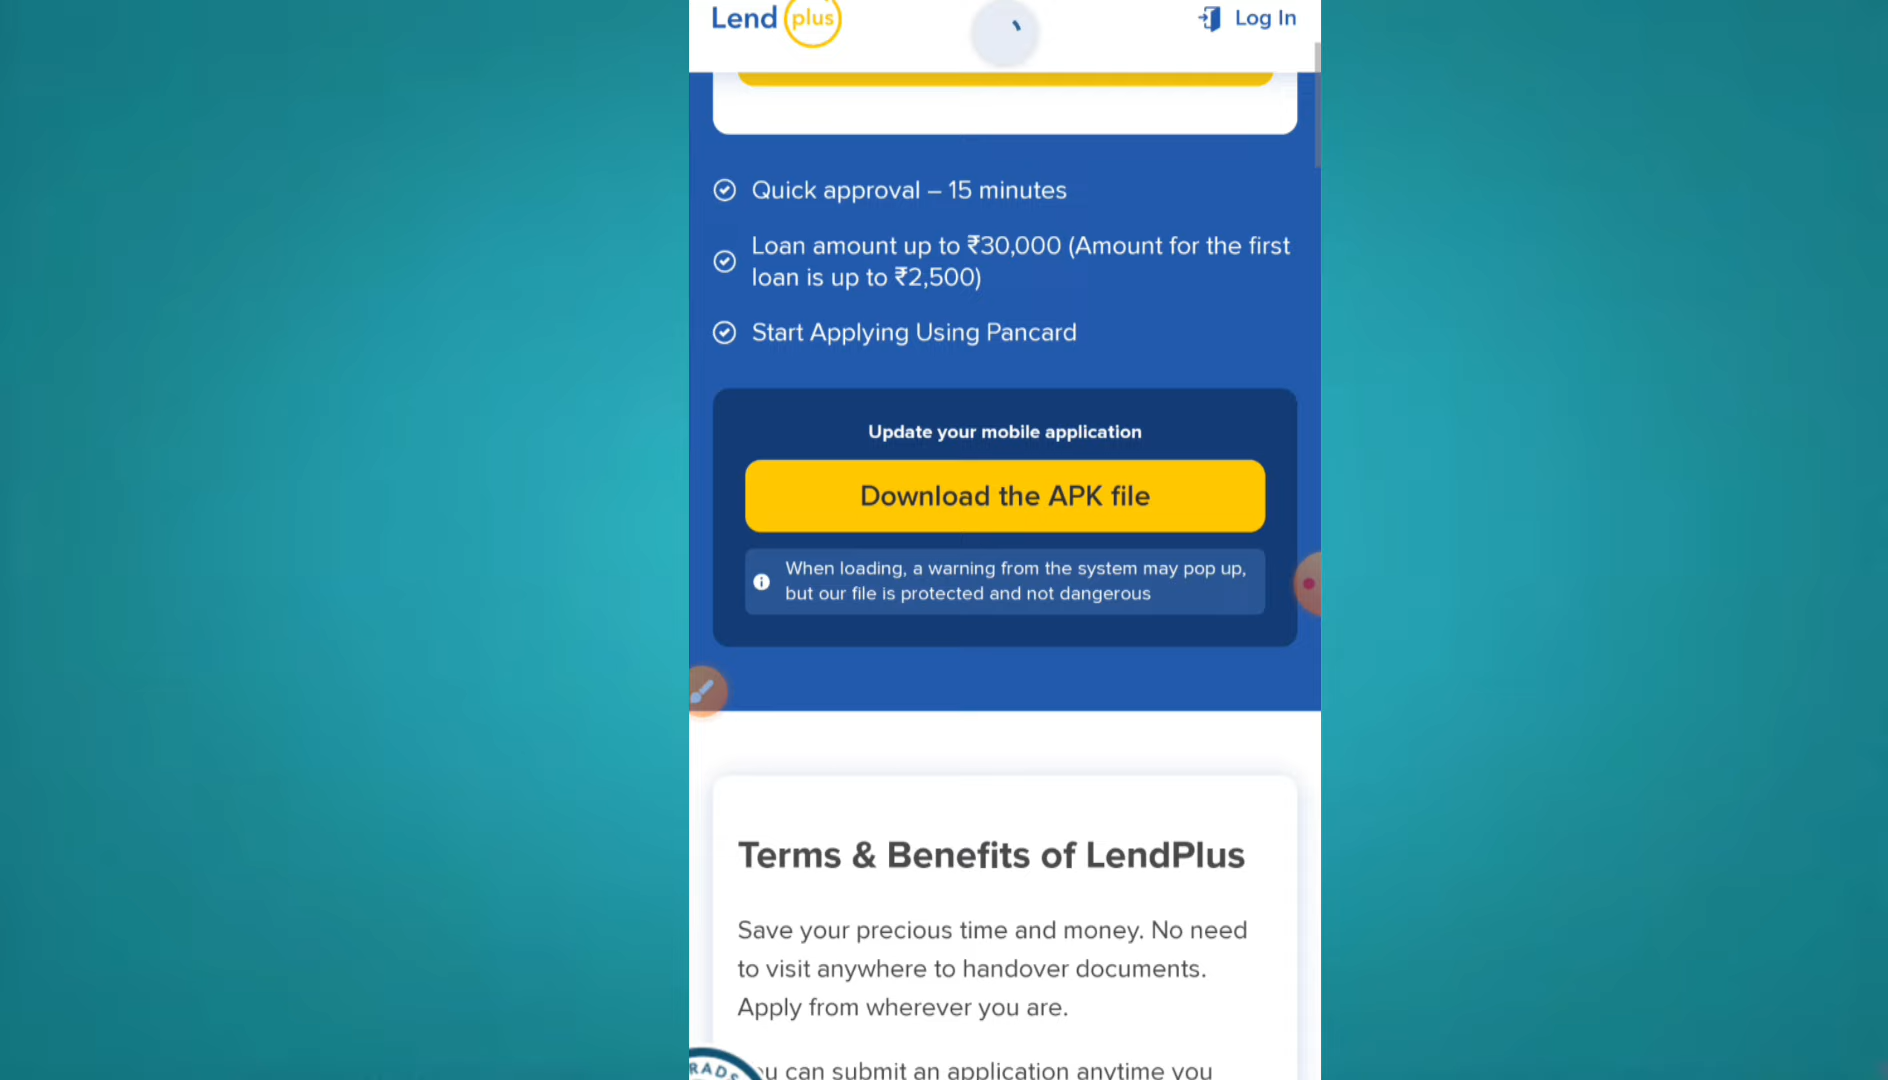 Lend plus
Log In
Quick approval – 15 minutes
Loan amount up to ₹30,000 (Amount for the first
loan is up to ₹2,500)
Start Applying Using Pancard
Update your mobile application
Download the APK file
When loading, a warning from the system may pop up,
but our file is protected and not dangerous
Terms & Benefits of LendPlus
Save your precious time and money. No need
to visit anywhere to handover documents.
Apply from wherever you are.
can submit an application anytime you